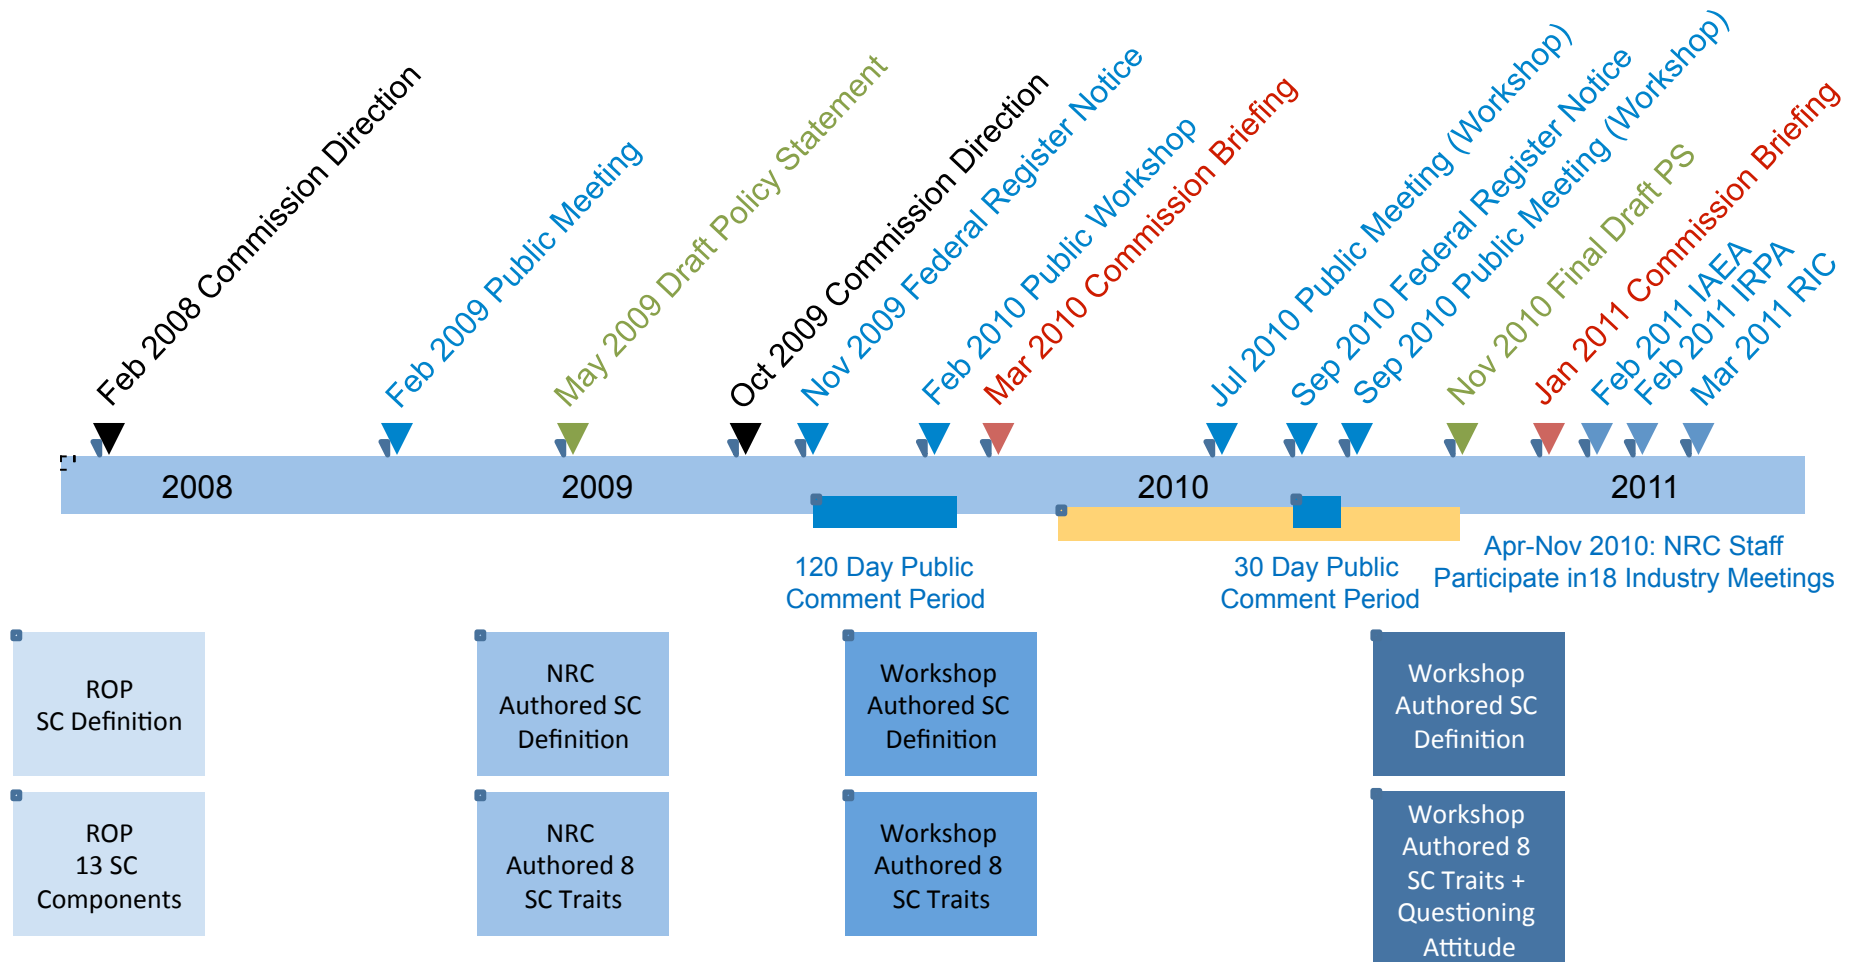 Feb 2008 Commission Direction
Feb 2009 Public Meeting
May 2009 Draft Policy Statement
Oct 2009 Commission Direction
Nov 2009 Federal Register Notice
Feb 2010 Public Workshop
Mar 2010 Commission Briefing
Jul 2010 Public Meeting (Workshop)
Sep 2010 Federal Register Notice
Sep 2010 Public Meeting (Workshop)
Nov 2010 Final Draft PS
Jan 2011 Commission Briefing
Feb 2011 IAEA
Feb 2011 IRPA
Mar 2011 RIC
2008
2009
2010
2011
120 Day Public
Comment Period
30 Day Public
Comment Period
Apr-Nov 2010: NRC Staff
Participate in18 Industry Meetings
ROP
SC Definition
NRC
Authored SC
Definition
Workshop
Authored SC
Definition
Workshop
Authored SC
Definition
ROP
13 SC
Components
NRC
Authored 8
SC Traits
Workshop
Authored 8
SC Traits
Workshop
Authored 8
SC Traits +
Questioning
Attitude